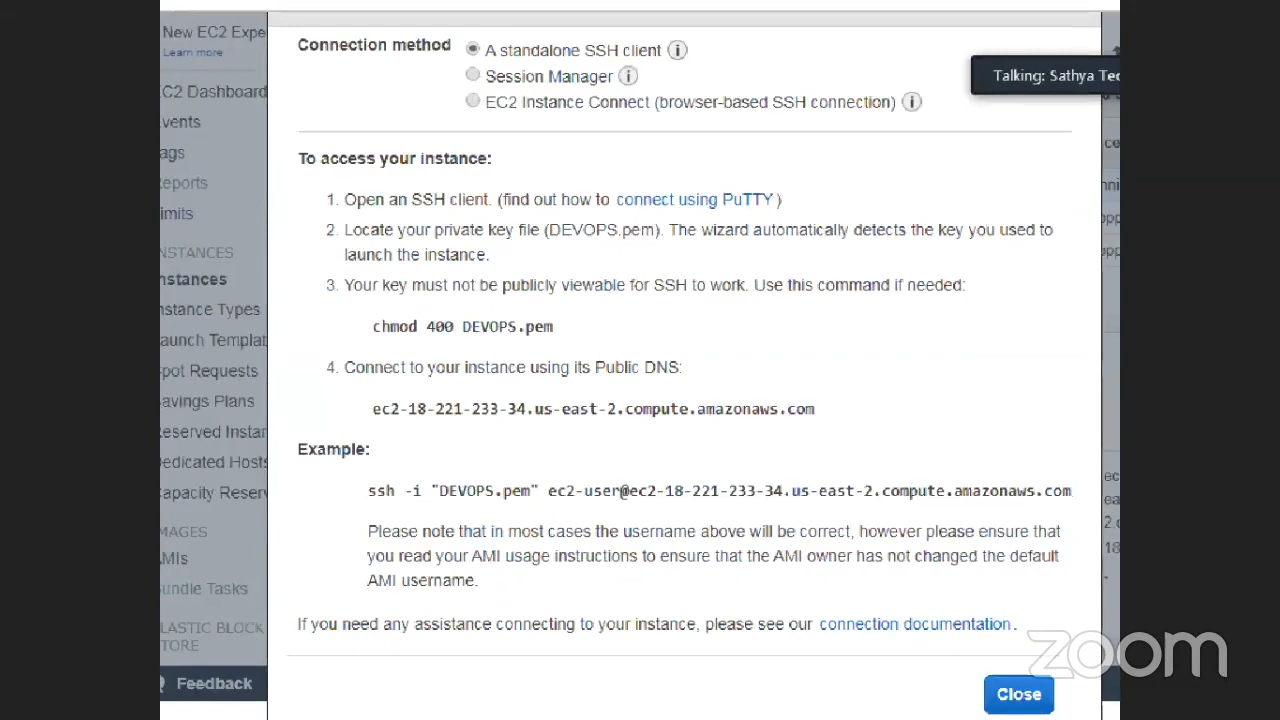 New EC2 Expe
Learn more
C2 Dashboard
vents
ags
eports
imits
NSTANCES
nstances
nstance Types
aunch Templat
pot Requests
avings Plans
eserved Instan
edicated Hosts
apacity Reserv
MAGES
MIs
undle Tasks
LASTIC BLOCK
TORE
Feedback
Connection method
A standalone SSH client
Session Manager
EC2 Instance Connect (browser-based SSH connection)
Talking: Sathya Tec
To access your instance:
1. Open an SSH client. (find out how to connect using PuTTY)
2. Locate your private key file (DEVOPS.pem). The wizard automatically detects the key you used to
launch the instance.
3. Your key must not be publicly viewable for SSH to work. Use this command if needed:
chmod 400 DEVOPS.pem
4. Connect to your instance using its Public DNS:
ec2-18-221-233-34.us-east-2.compute.amazonaws.com
Example:
ssh -i "DEVOPS.pem" ec2-user@ec2-18-221-233-34.us-east-2.compute.amazonaws.com
Please note that in most cases the username above will be correct, however please ensure that
you read your AMI usage instructions to ensure that the AMI owner has not changed the default
AMI username.
If you need any assistance connecting to your instance, please see our connection documentation.
Close
zoom